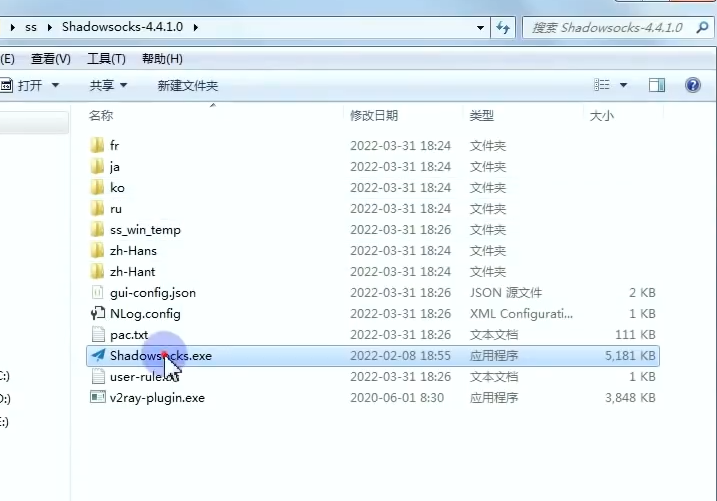 ss Shadowsocks-4.4.1.0 搜索 Shadowsocks-4.4.1.0
(E) 查看(V) 工具(T) 帮助(H)
打开 共享 新建文件夹
名称 修改日期 类型 大小
fr 2022-03-31 18:24 文件夹
ja 2022-03-31 18:24 文件夹
ko 2022-03-31 18:24 文件夹
ru 2022-03-31 18:24 文件夹
ss_win_temp 2022-03-31 18:26 文件夹
zh-Hans 2022-03-31 18:24 文件夹
zh-Hant 2022-03-31 18:24 文件夹
gui-config.json 2022-03-31 18:26 JSON 源文件 2 KB
NLog.config 2022-03-31 18:26 XML Configurati... 1 KB
pac.txt 2022-03-31 18:26 文本文档 111 KB
Shadowsocks.exe 2022-02-08 18:55 应用程序 5,181 KB
user-rule.txt 2022-03-31 18:26 文本文档 1 KB
v2ray-plugin.exe 2020-06-01 8:30 应用程序 3,848 KB
C:)
D:)
E:)